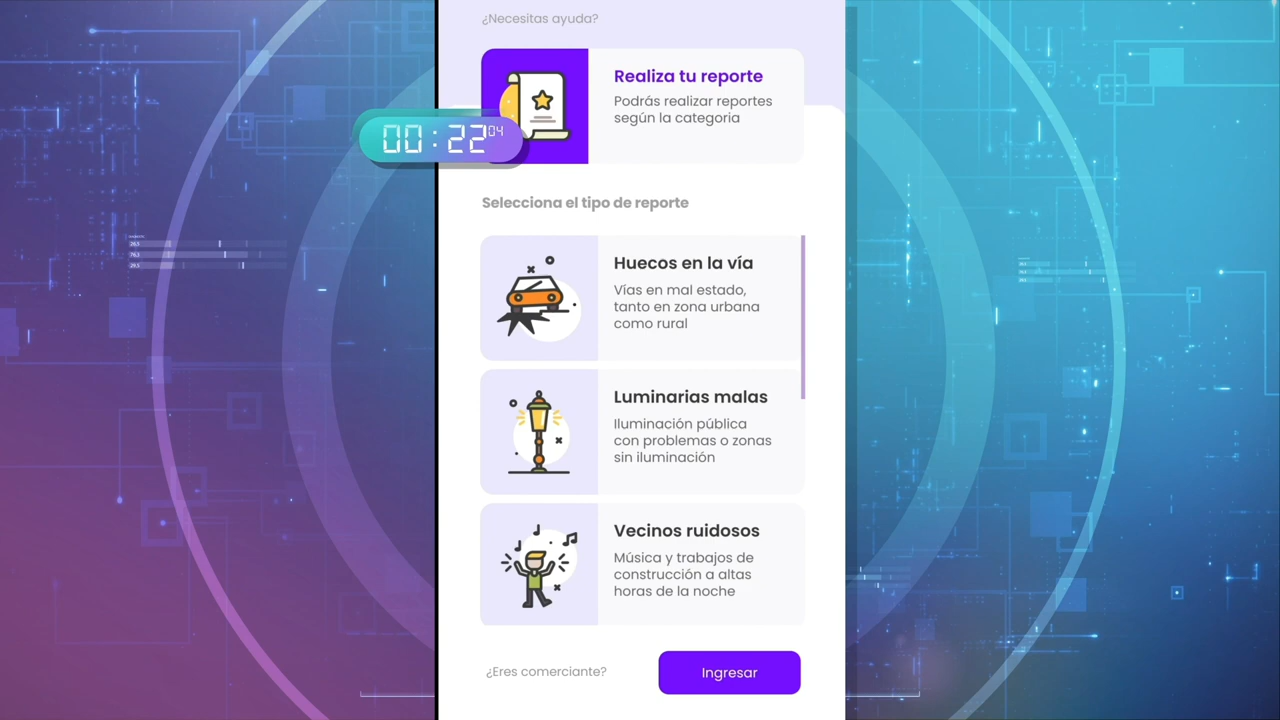 ¿Necesitas ayuda?
Realiza tu reporte
Podrás realizar reportes
según la categoria
00:22 04
Selecciona el tipo de reporte
Huecos en la vía
Vías en mal estado,
tanto en zona urbana
como rural
Luminarias malas
Iluminación pública
con problemas o zonas
sin iluminación
Vecinos ruidosos
Música y trabajos de
construcción a altas
horas de la noche
¿Eres comerciante?
Ingresar